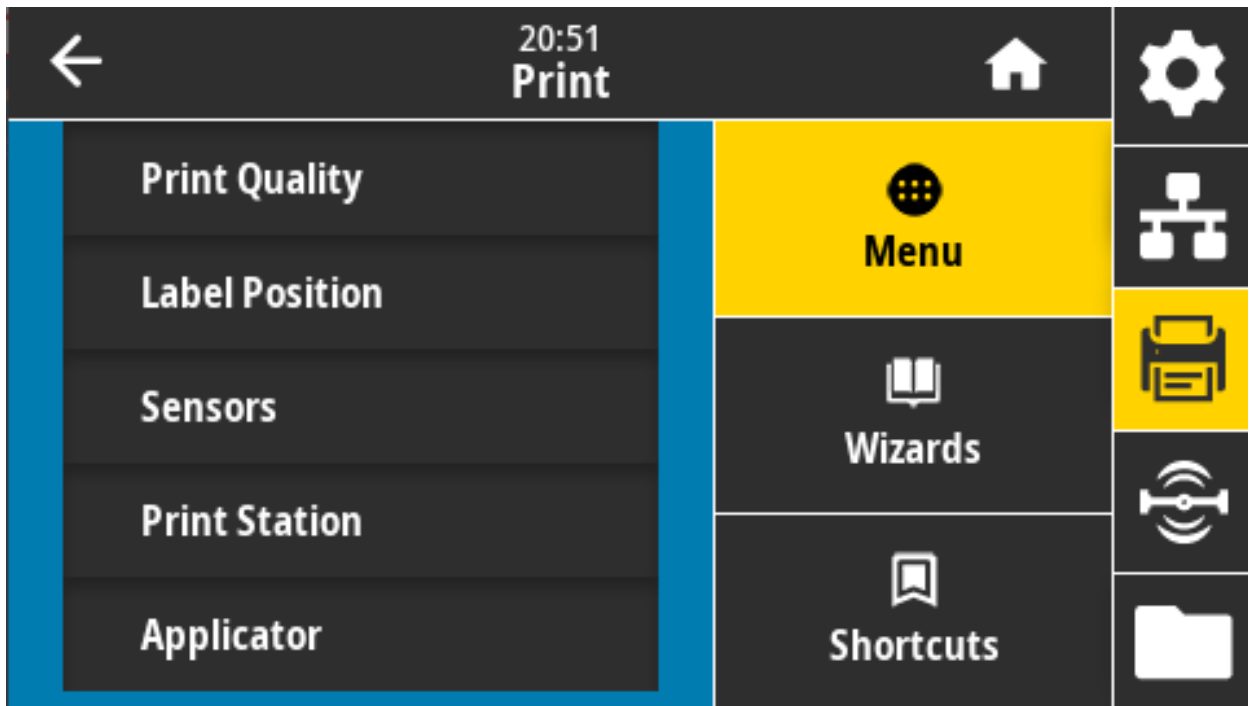 20:51
Print
Print Quality
Label Position
Sensors
Print Station
Applicator
Menu
Wizards
Shortcuts